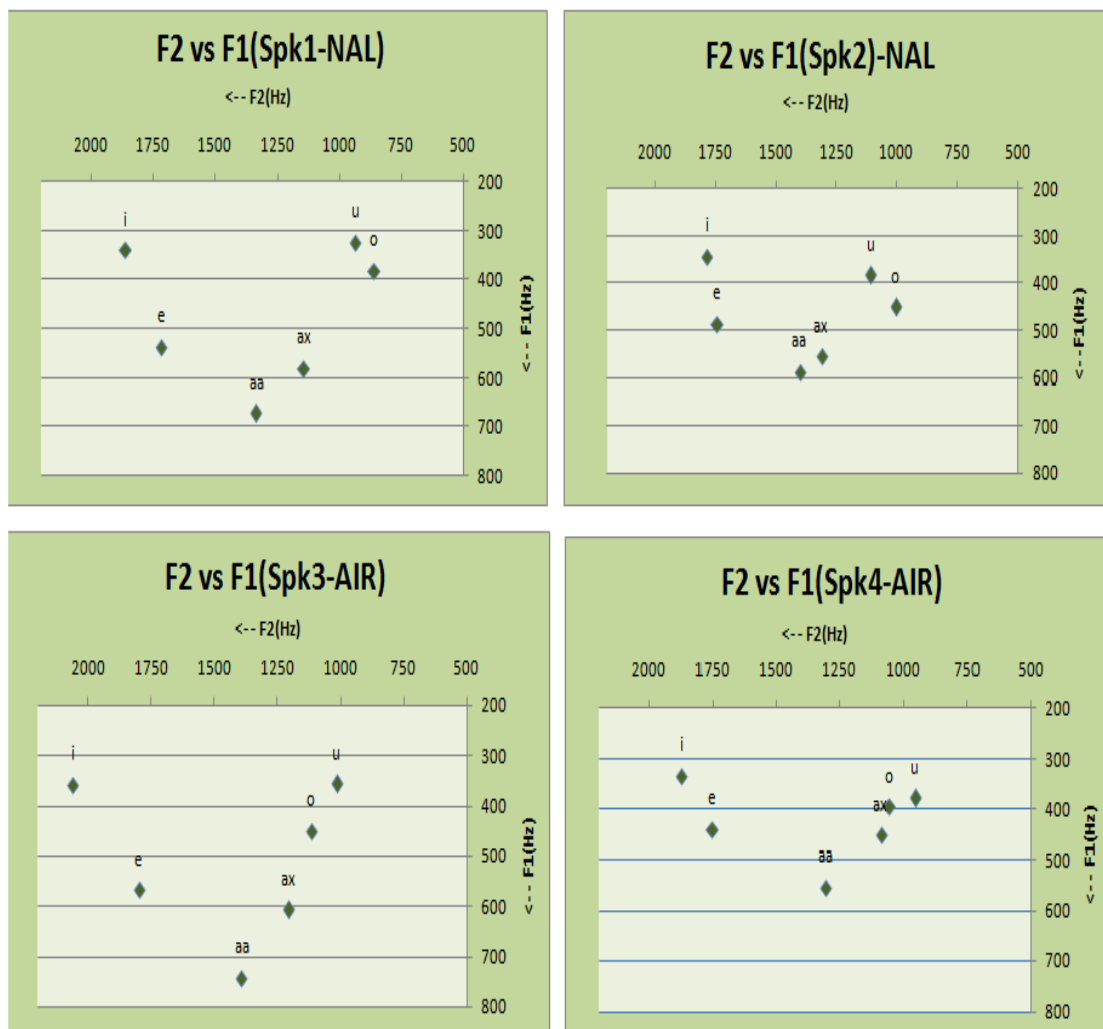 F2 vs F1(Spk1-NAL)
<-- F2(Hz)
2000 1750 1500 1250 1000 750 500
200
300
400
500
600
700
800
<-- F1(Hz)
i
u
o
e
ax
aa
F2 vs F1(Spk2)-NAL
<-- F2(Hz)
2000 1750 1500 1250 1000 750 500
200
300
400
500
600
700
800
<--F1(Hz)
i
u
o
e
aa ax
F2 vs F1(Spk3-AIR)
<-- F2(Hz)
2000 1750 1500 1250 1000 750 500
200
300
400
500
600
700
800
<-- F1(Hz)
i
u
o
e
ax
aa
F2 vs F1(Spk4-AIR)
<-- F2(Hz)
2000 1750 1500 1250 1000 750 500
200
300
400
500
600
700
800
<-- F1(Hz)
i
u
o
e
ax
aa